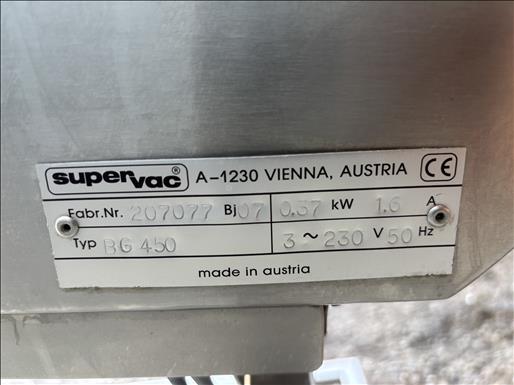 supervac® A-1230 VIENNA, AUSTRIA CE
Fabr.Nr. 207077 Bj 07 0.37 kW 1.6 A
Typ BG 450 3~230 V 50 Hz
made in austria